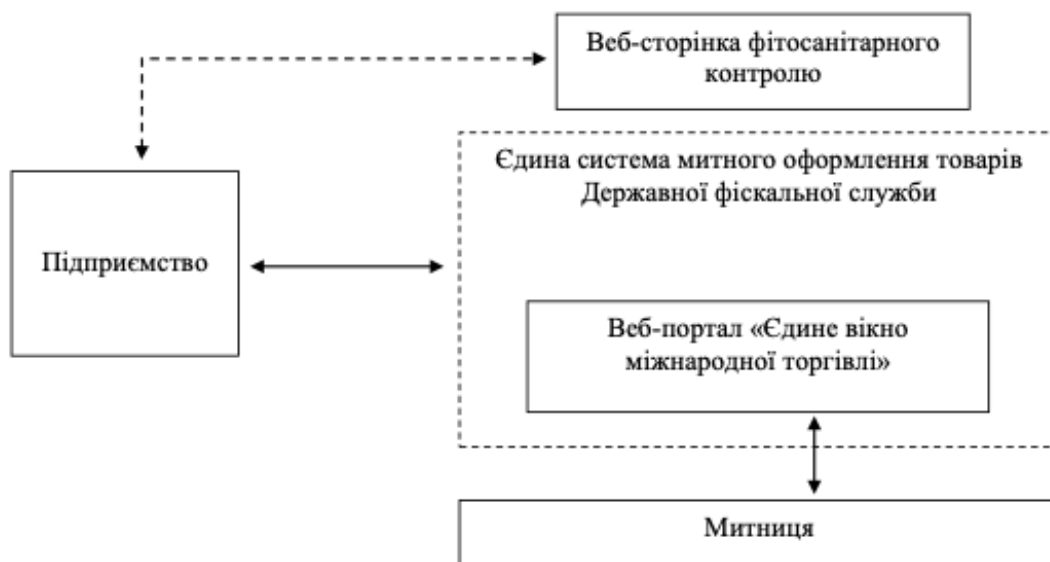 Веб-сторінка фітосанітарного
контролю
Єдина система митного оформлення товарів
Державної фіскальної служби
Підприємство
Веб-портал «Єдине вікно
міжнародної торгівлі»
Митниця